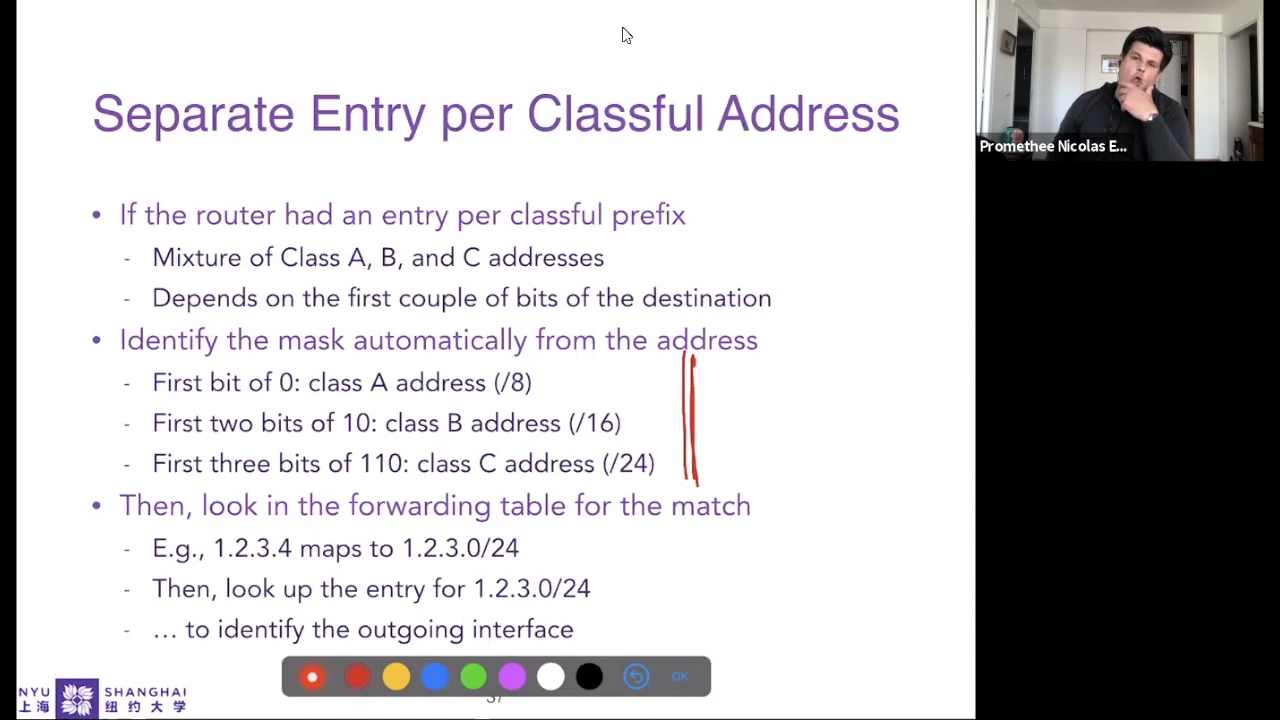 Separate Entry per Classful Address
Promethee Nicolas E...
• If the router had an entry per classful prefix
- Mixture of Class A, B, and C addresses
- Depends on the first couple of bits of the destination
• Identify the mask automatically from the address
- First bit of 0: class A address (/8)
- First two bits of 10: class B address (/16)
- First three bits of 110: class C address (/24)
• Then, look in the forwarding table for the match
- E.g., 1.2.3.4 maps to 1.2.3.0/24
- Then, look up the entry for 1.2.3.0/24
- … to identify the outgoing interface
OK
NYU SHANGHAI
上海 纽约大学